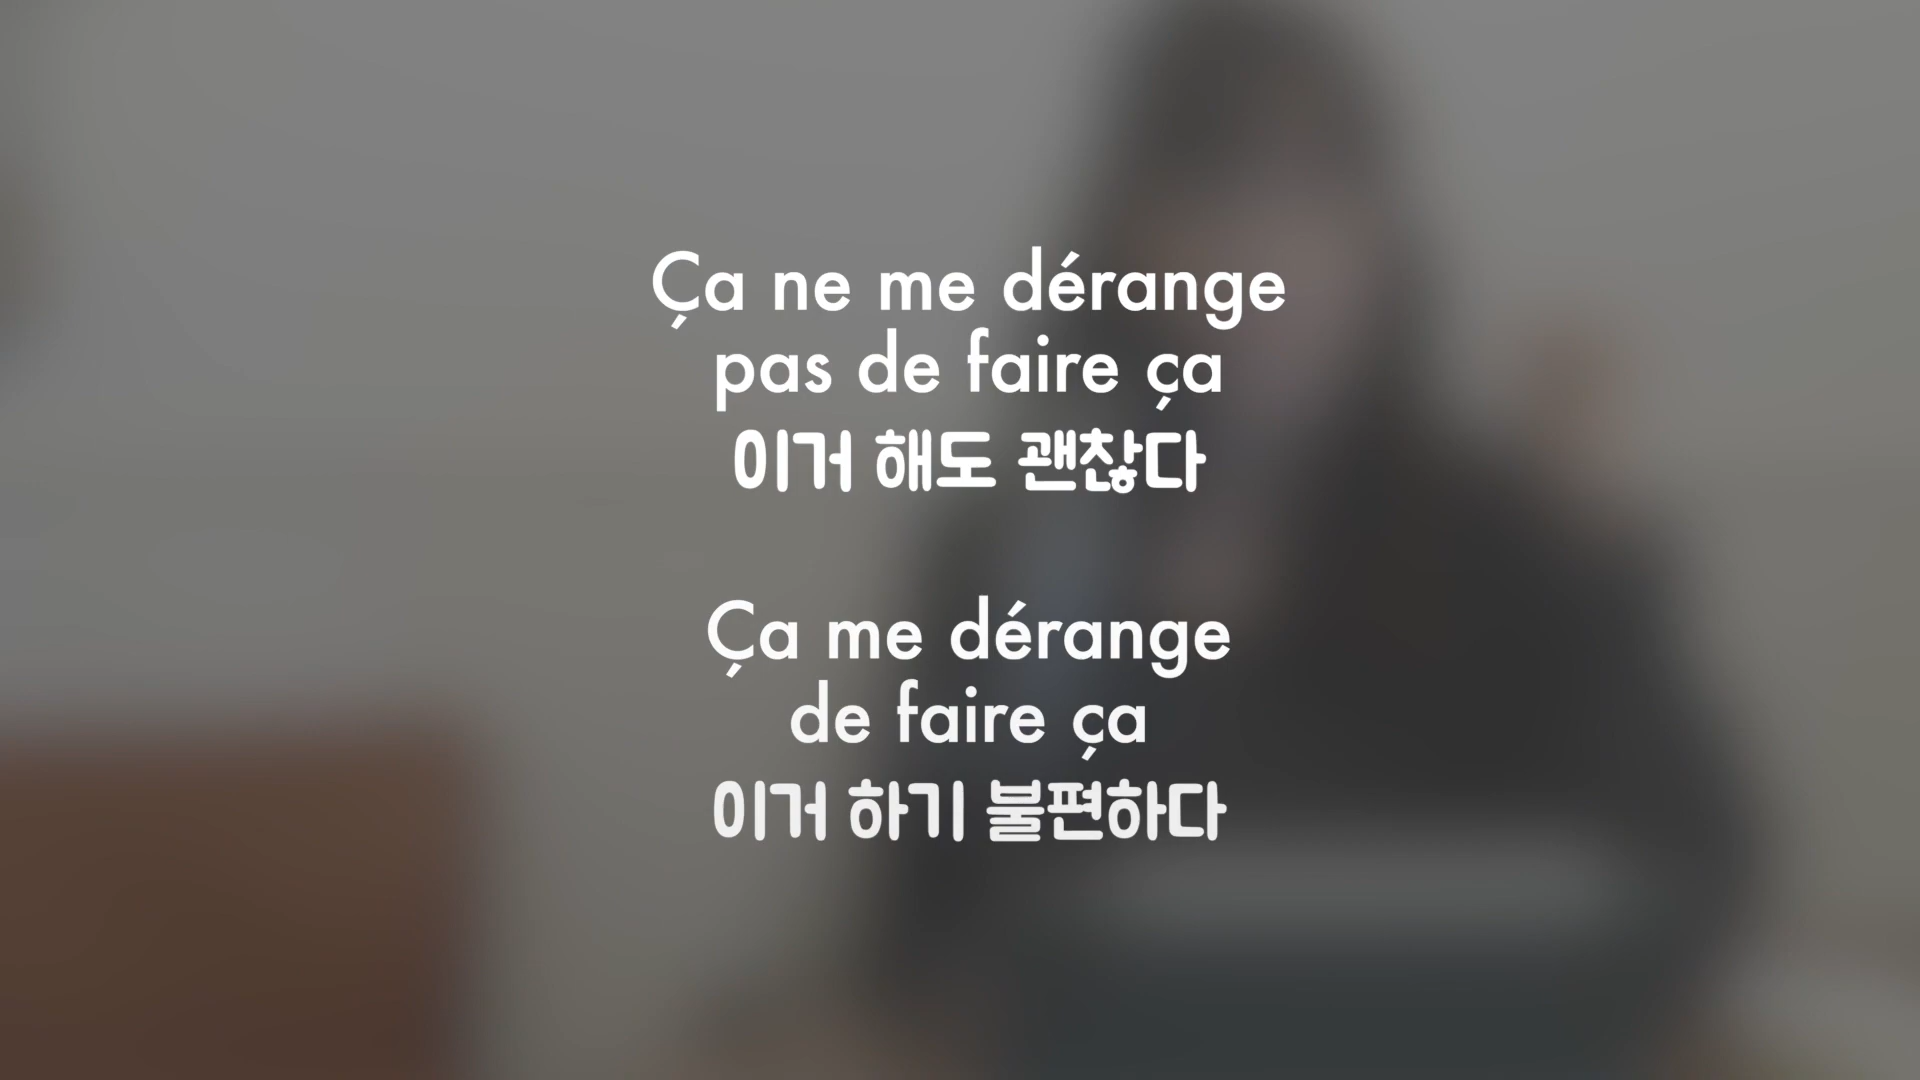 Ça ne me dérange
pas de faire ça
이거 해도 괜찮다
Ça me dérange
de faire ça
이거 하기 불편하다